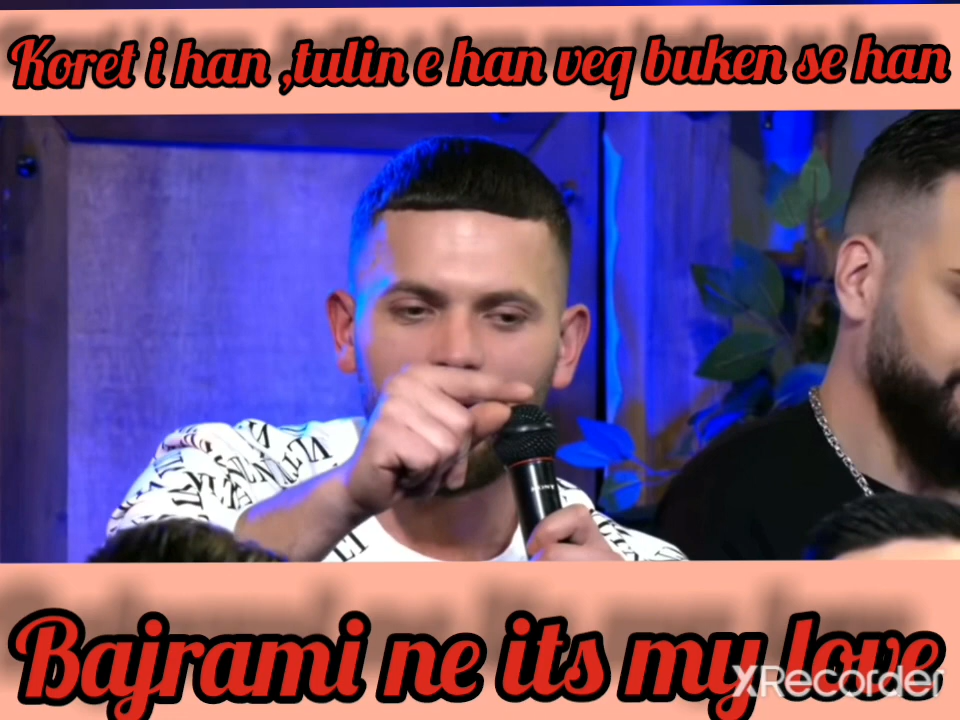 Koret i han ,tulin e han veq buken se han
Bajrami ne its my love
XRecorder